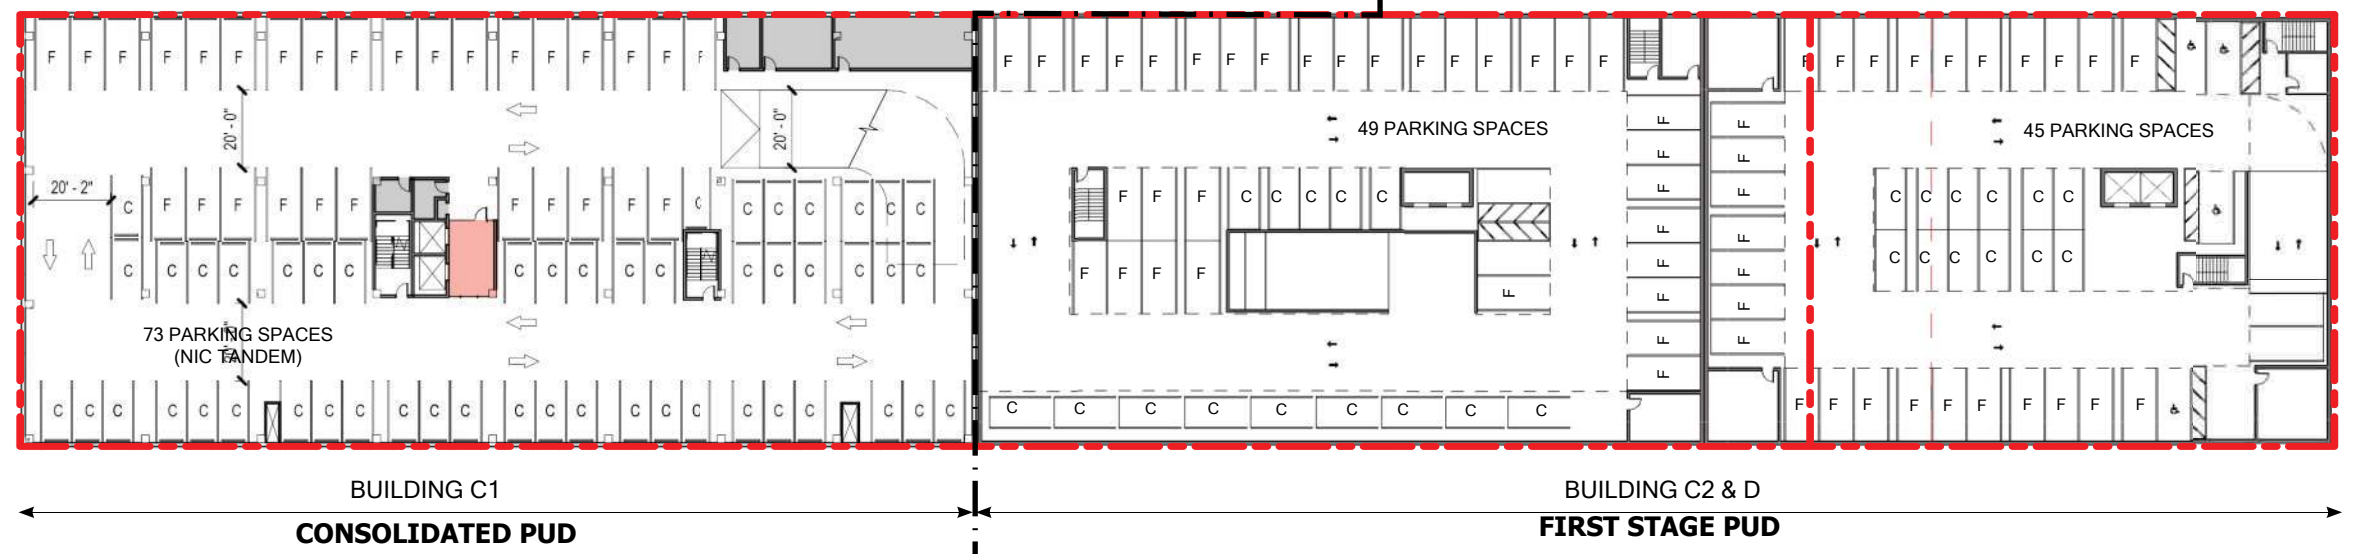 F F F F F F F F F F F F F F F F F F
F F F F F F F F F F F F F F F F F
F F F F F F F F F F
20' - 0"
20' - 0"
49 PARKING SPACES
45 PARKING SPACES
F F F F F F F F
F F F F F F F
20' - 2"
C F F F F F F F F F F F C C C C C C C
F F F C C C C C
C C C C C C
C C C C C C C C C C C C C C C C C C
F F F F F
C C C C C C
73 PARKING SPACES
(NIC TANDEM)
C C C C C C C C C C C C C C C C C C C C C C C C
C C C C C C C C C
F F F F F F F F F F
BUILDING C1
BUILDING C2 & D
CONSOLIDATED PUD
FIRST STAGE PUD